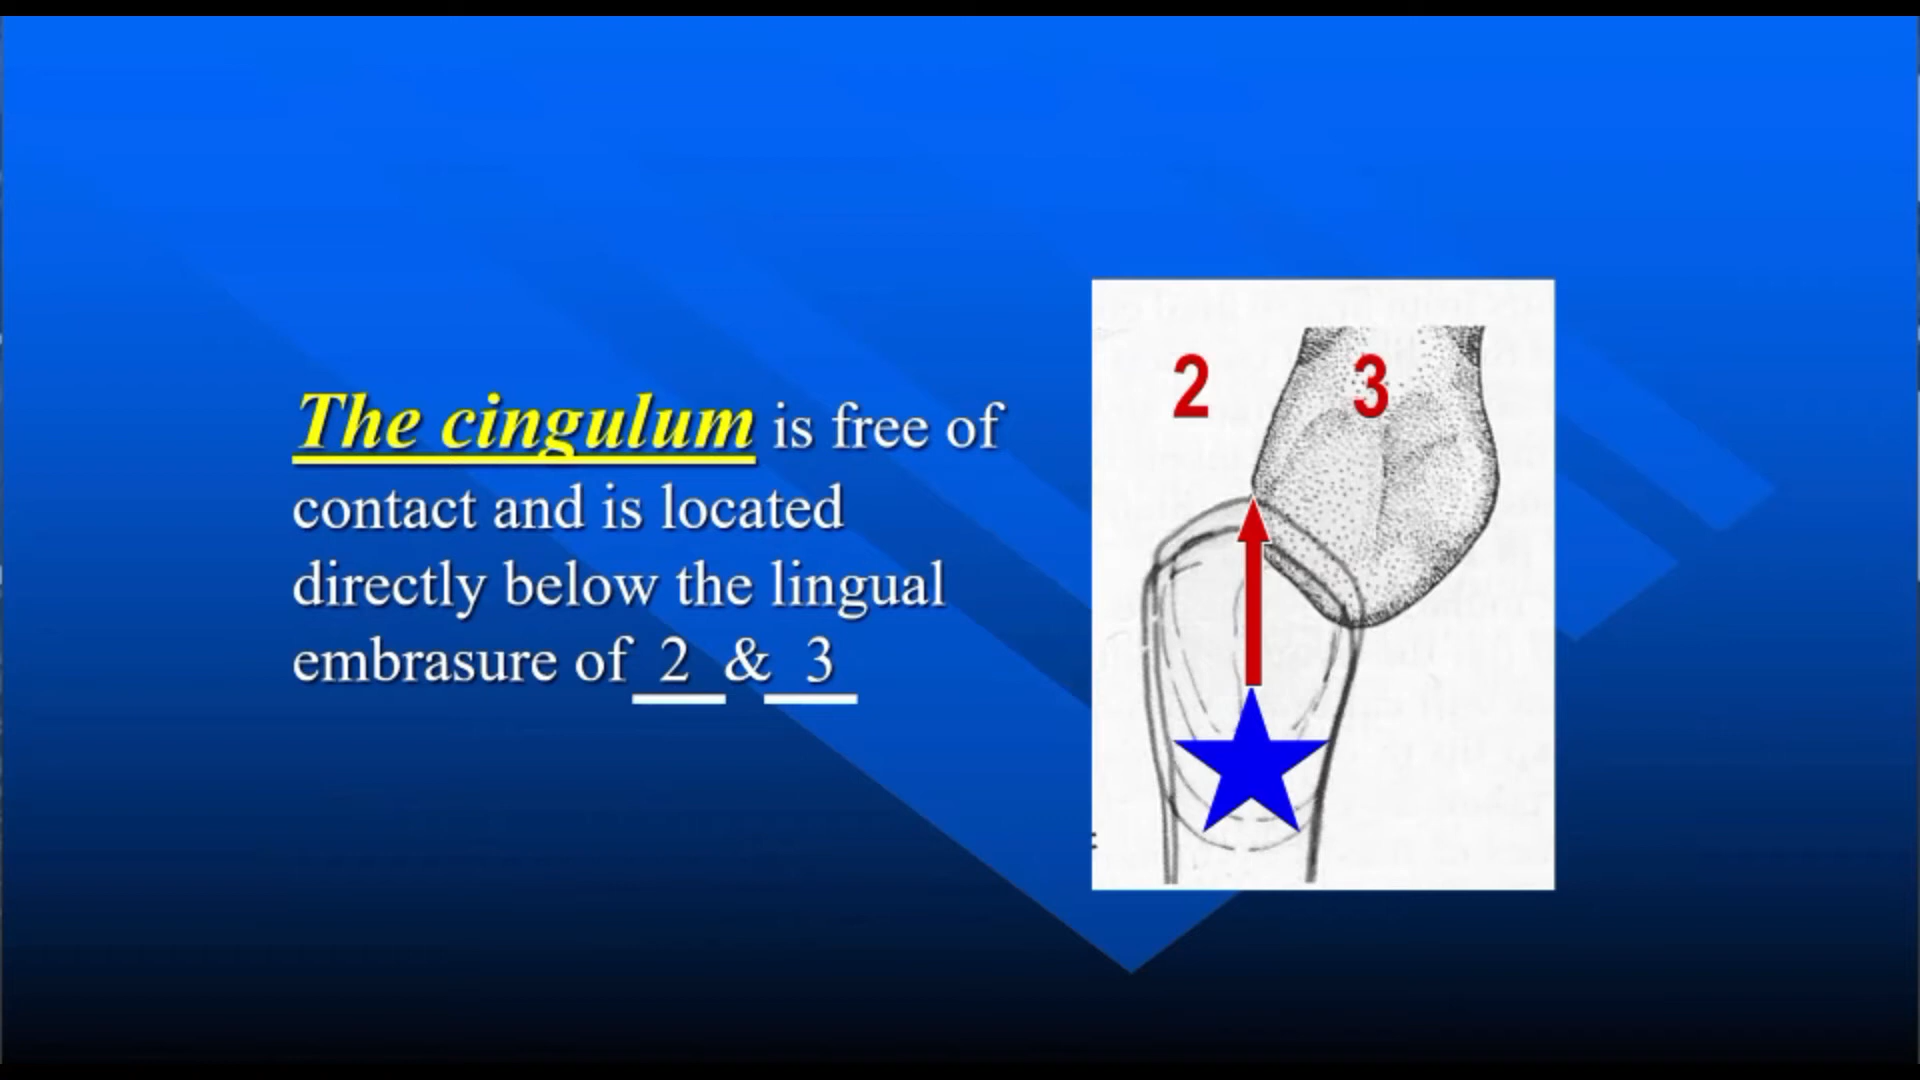 The cingulum is free of
contact and is located
directly below the lingual
embrasure of 2 & 3
2 3